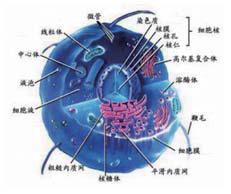 微管
线粒体
中心体
液泡
细胞液
粗糙内质网
核糖体
平滑内质网
细胞膜
鞭毛
溶酶体
高尔基复合体
核仁
核孔
核膜
染色质
细胞核